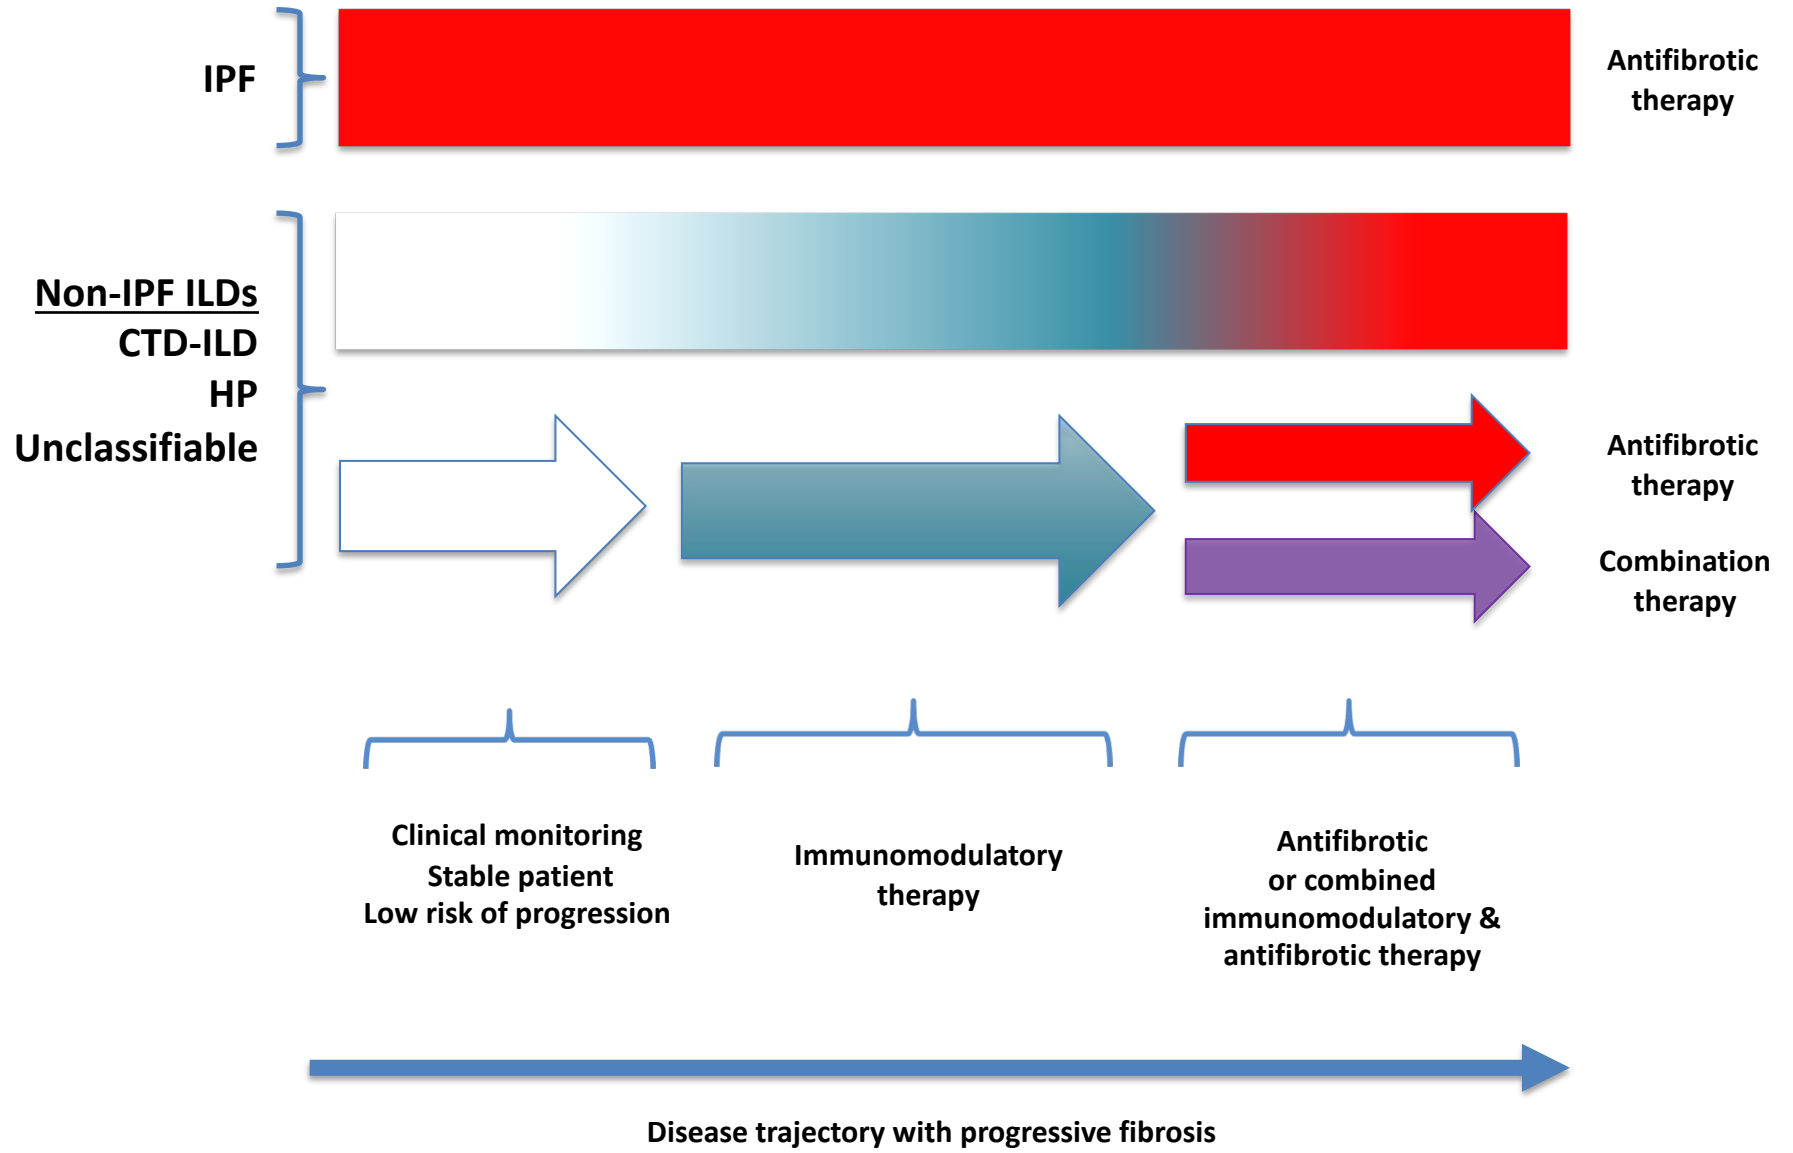 IPF
Antifibrotic
therapy
Non-IPF ILDs
CTD-ILD
HP
Unclassifiable
Antifibrotic
therapy
Combination
therapy
Clinical monitoring
Stable patient
Low risk of progression
Immunomodulatory
therapy
Antifibrotic
or combined
immunomodulatory &
antifibrotic therapy
Disease trajectory with progressive fibrosis